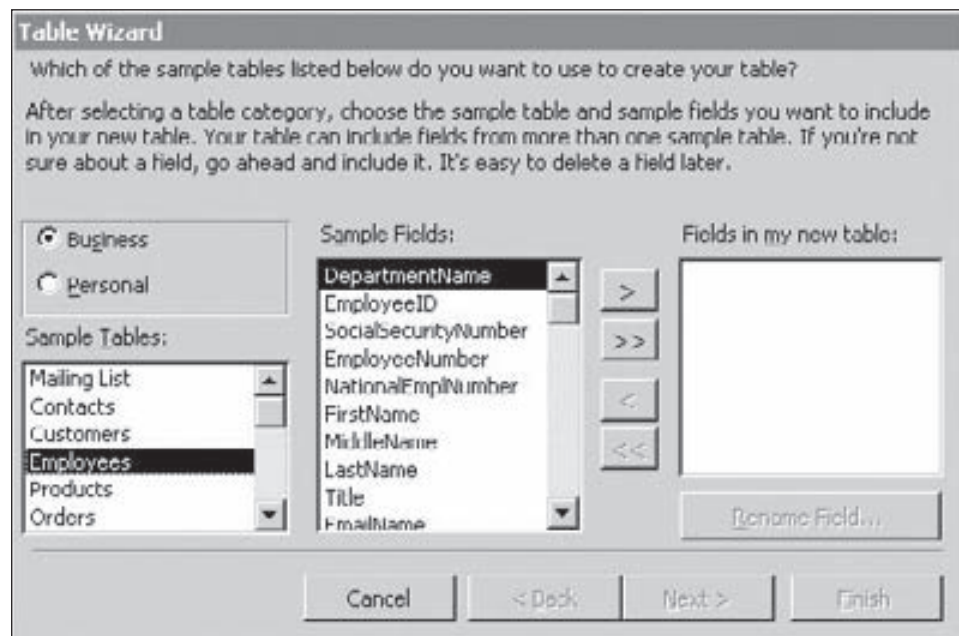 Table Wizard
Which of the sample tables listed below do you want to use to create your table?
After selecting a table category, choose the sample table and sample fields you want to include
in your new table. Your table can include fields from more than one sample table. If you're not
sure about a field, go ahead and include it. It's easy to delete a field later.
Business
Personal
Sample Tables:
Mailing List
Contacts
Customers
Employees
Products
Orders
Sample Fields:
DepartmentName
EmployeeID
SocialSecurityNumber
EmployeeNumber
NationalEmplNumber
FirstName
MiddleName
LastName
Title
EmailName
>
>>
<
<<
Fields in my new table:
Rename Field...
Cancel
< Back
Next >
Finish